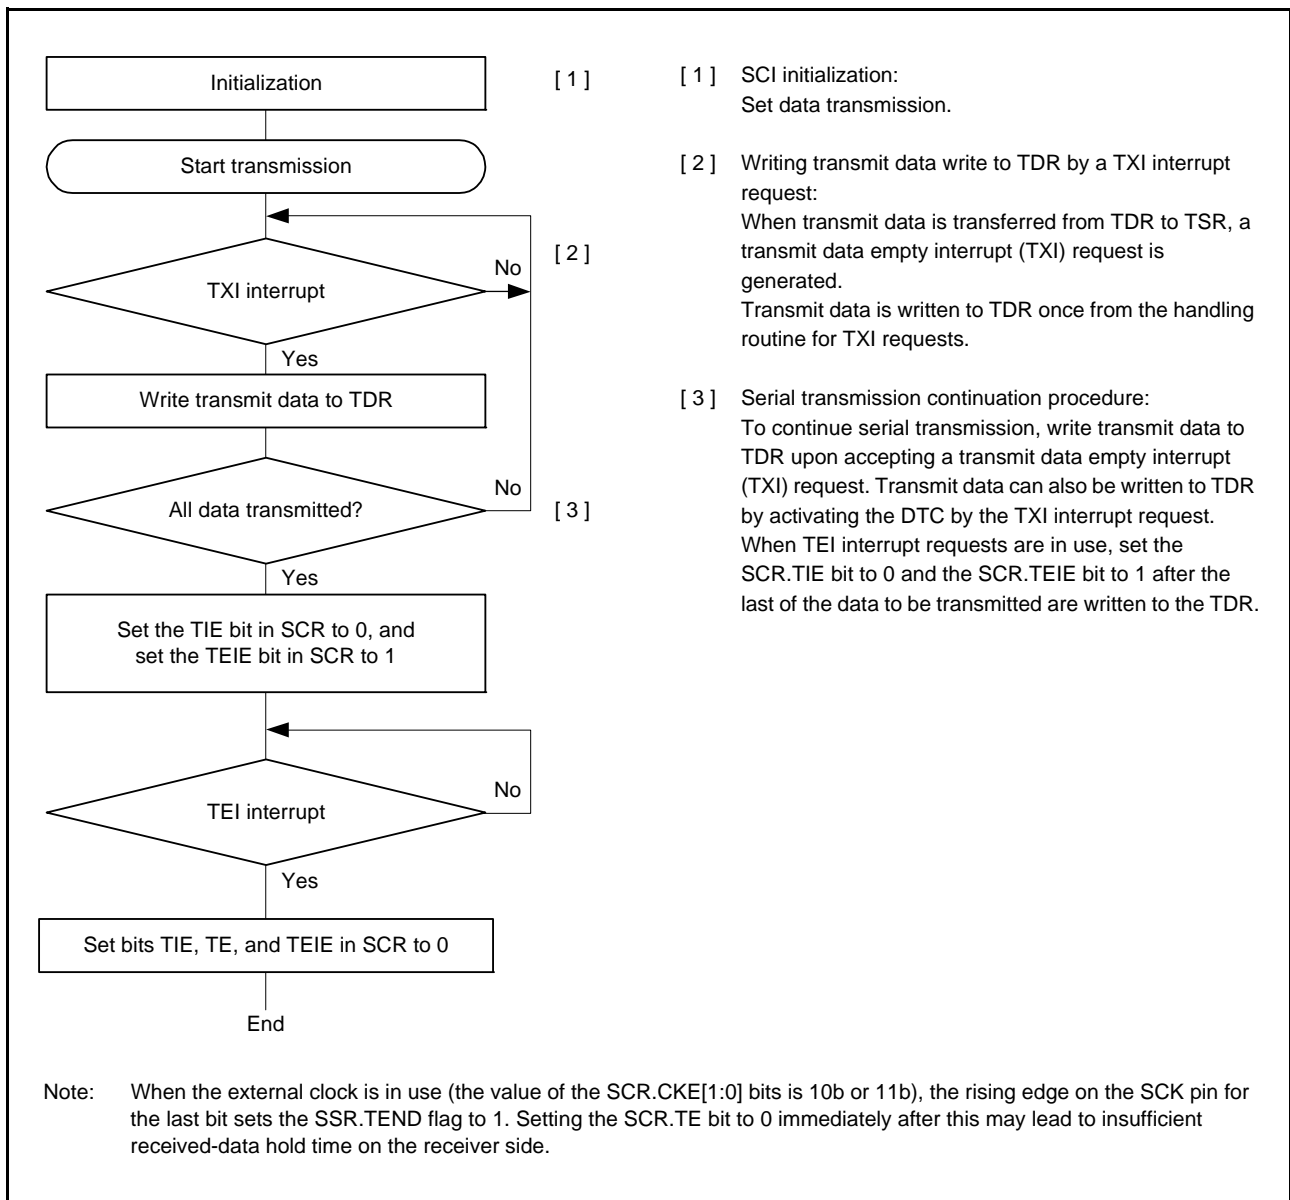 Initialization
[ 1 ]
Start transmission
[ 2 ]
TXI interrupt
No
Yes
Write transmit data to TDR
All data transmitted?
No
[ 3 ]
Yes
Set the TIE bit in SCR to 0, and
set the TEIE bit in SCR to 1
TEI interrupt
No
Yes
Set bits TIE, TE, and TEIE in SCR to 0
End
[ 1 ] SCI initialization:
Set data transmission.
[ 2 ] Writing transmit data write to TDR by a TXI interrupt
request:
When transmit data is transferred from TDR to TSR, a
transmit data empty interrupt (TXI) request is
generated.
Transmit data is written to TDR once from the handling
routine for TXI requests.
[ 3 ] Serial transmission continuation procedure:
To continue serial transmission, write transmit data to
TDR upon accepting a transmit data empty interrupt
(TXI) request. Transmit data can also be written to TDR
by activating the DTC by the TXI interrupt request.
When TEI interrupt requests are in use, set the
SCR.TIE bit to 0 and the SCR.TEIE bit to 1 after the
last of the data to be transmitted are written to the TDR.
Note: When the external clock is in use (the value of the SCR.CKE[1:0] bits is 10b or 11b), the rising edge on the SCK pin for
the last bit sets the SSR.TEND flag to 1. Setting the SCR.TE bit to 0 immediately after this may lead to insufficient
received-data hold time on the receiver side.